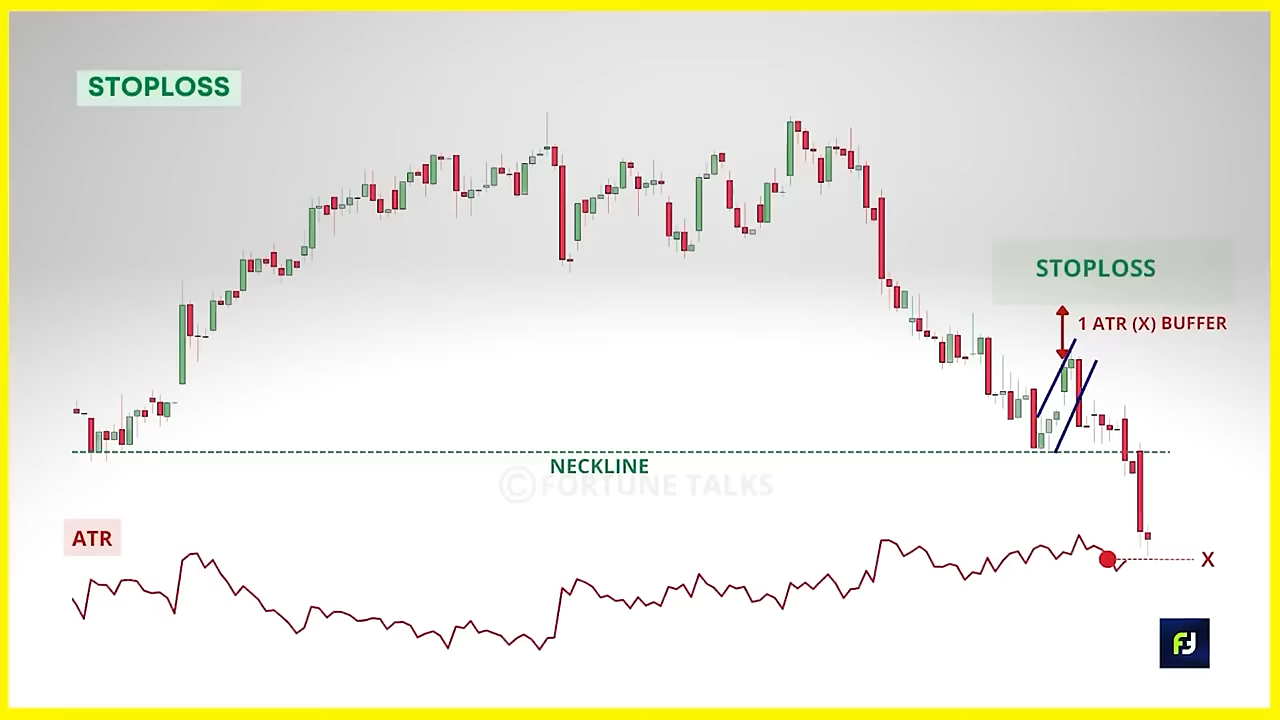 STOPLOSS
STOPLOSS
1 ATR (X) BUFFER
NECKLINE
© FORTUNE TALKS
ATR
X